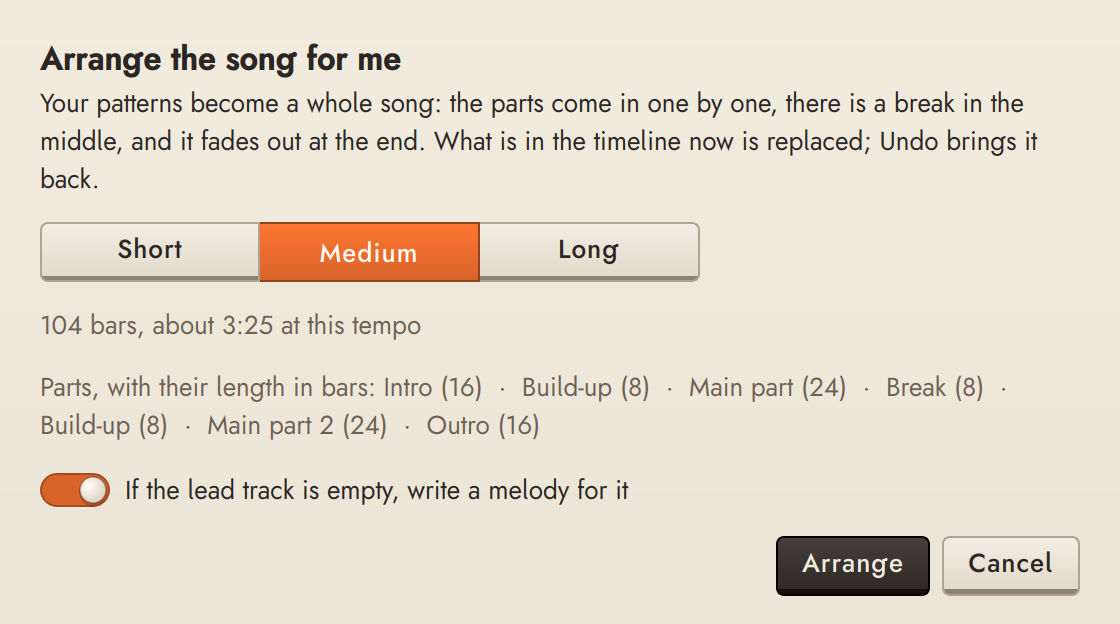 Arrange the song for me
Your patterns become a whole song: the parts come in one by one, there is a break in the
middle, and it fades out at the end. What is in the timeline now is replaced; Undo brings it
back.
Short Medium Long
104 bars, about 3:25 at this tempo
Parts, with their length in bars: Intro (16) · Build-up (8) · Main part (24) · Break (8) ·
Build-up (8) · Main part 2 (24) · Outro (16)
If the lead track is empty, write a melody for it
Arrange Cancel